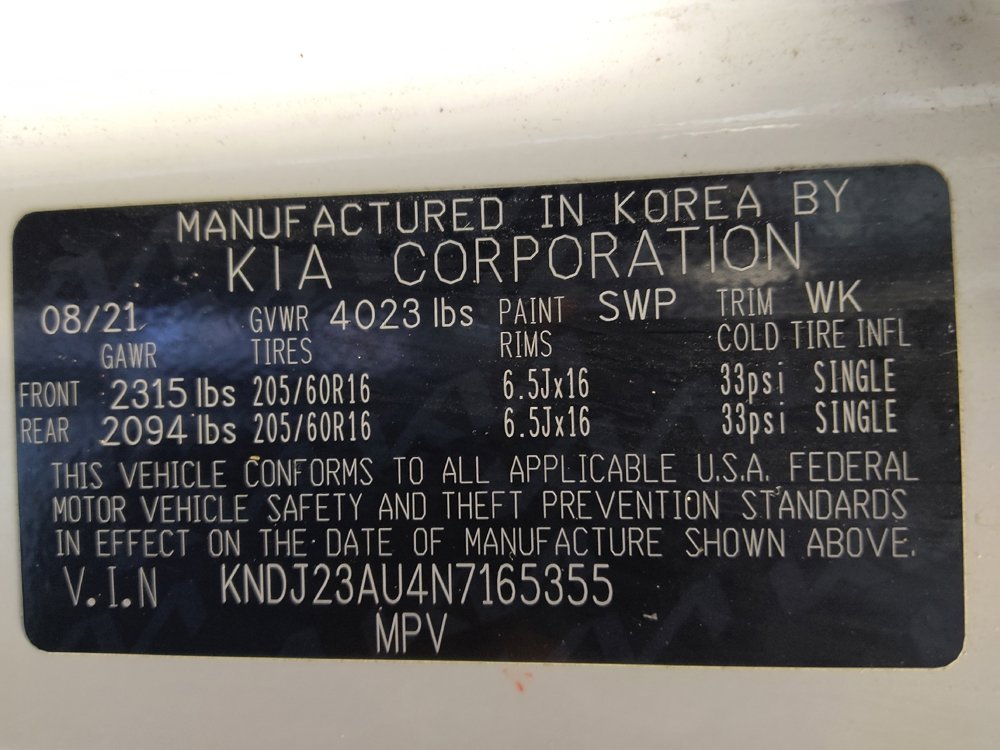 MANUFACTURED IN KOREA BY
KIA CORPORATION
08/21 GVWR 4023 lbs PAINT SWP TRIM WK
GAWR TIRES RIMS COLD TIRE INFL
FRONT 2315 lbs 205/60R16 6.5Jx16 33psi SINGLE
REAR 2094 lbs 205/60R16 6.5Jx16 33psi SINGLE
THIS VEHICLE CONFORMS TO ALL APPLICABLE U.S.A. FEDERAL
MOTOR VEHICLE SAFETY AND THEFT PREVENTION STANDARDS
IN EFFECT ON THE DATE OF MANUFACTURE SHOWN ABOVE.
V.I.N KNDJ23AU4N7165355
MPV